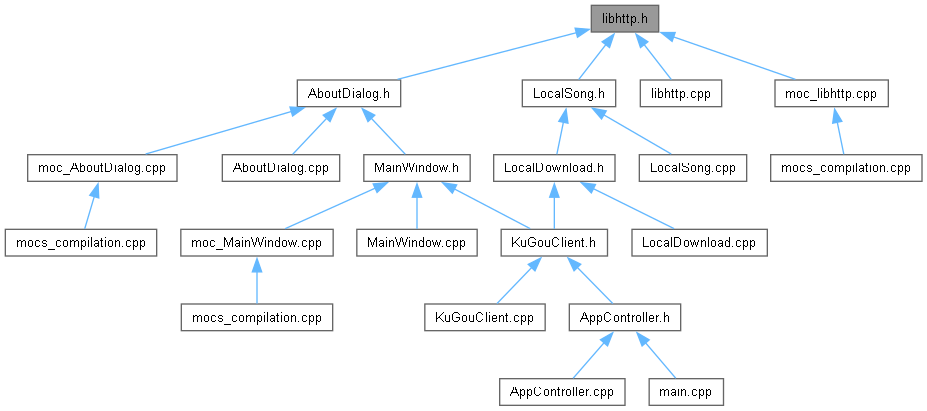 libhttp.h
AboutDialog.h
LocalSong.h
libhttp.cpp
moc_libhttp.cpp
moc_AboutDialog.cpp
AboutDialog.cpp
MainWindow.h
LocalDownload.h
LocalSong.cpp
mocs_compilation.cpp
mocs_compilation.cpp
moc_MainWindow.cpp
MainWindow.cpp
KuGouClient.h
LocalDownload.cpp
mocs_compilation.cpp
KuGouClient.cpp
AppController.h
AppController.cpp
main.cpp